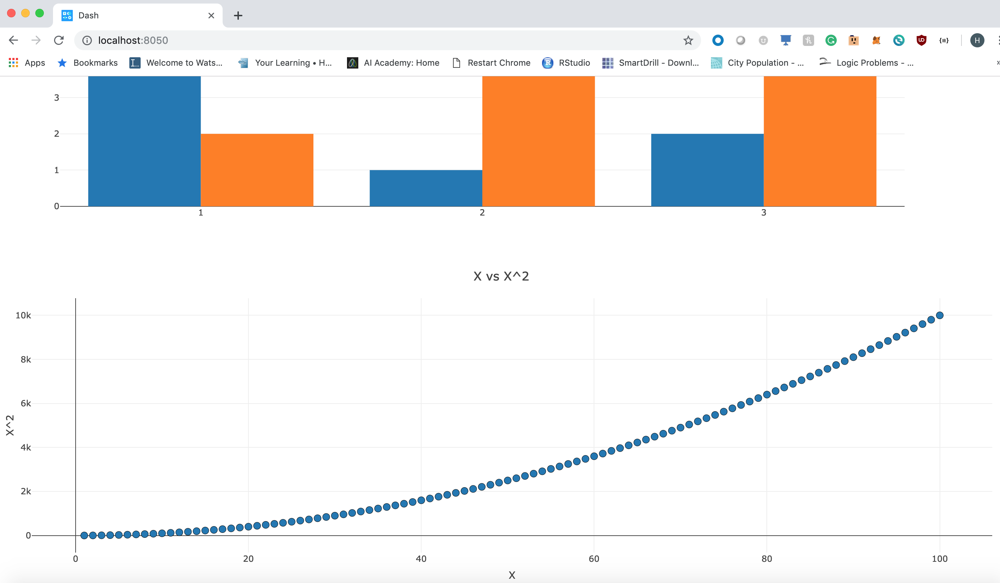 Dash
localhost:8050
H
Apps Bookmarks I... Welcome to Wats... Your Learning • H... AI Academy: Home Restart Chrome R RStudio SmartDrill - Downl... City Population - ... Logic Problems - ... »
3
2
1
0
1 2 3
X vs X^2
10k
8k
6k
4k
2k
0
X^2
0 20 40 60 80 100
X